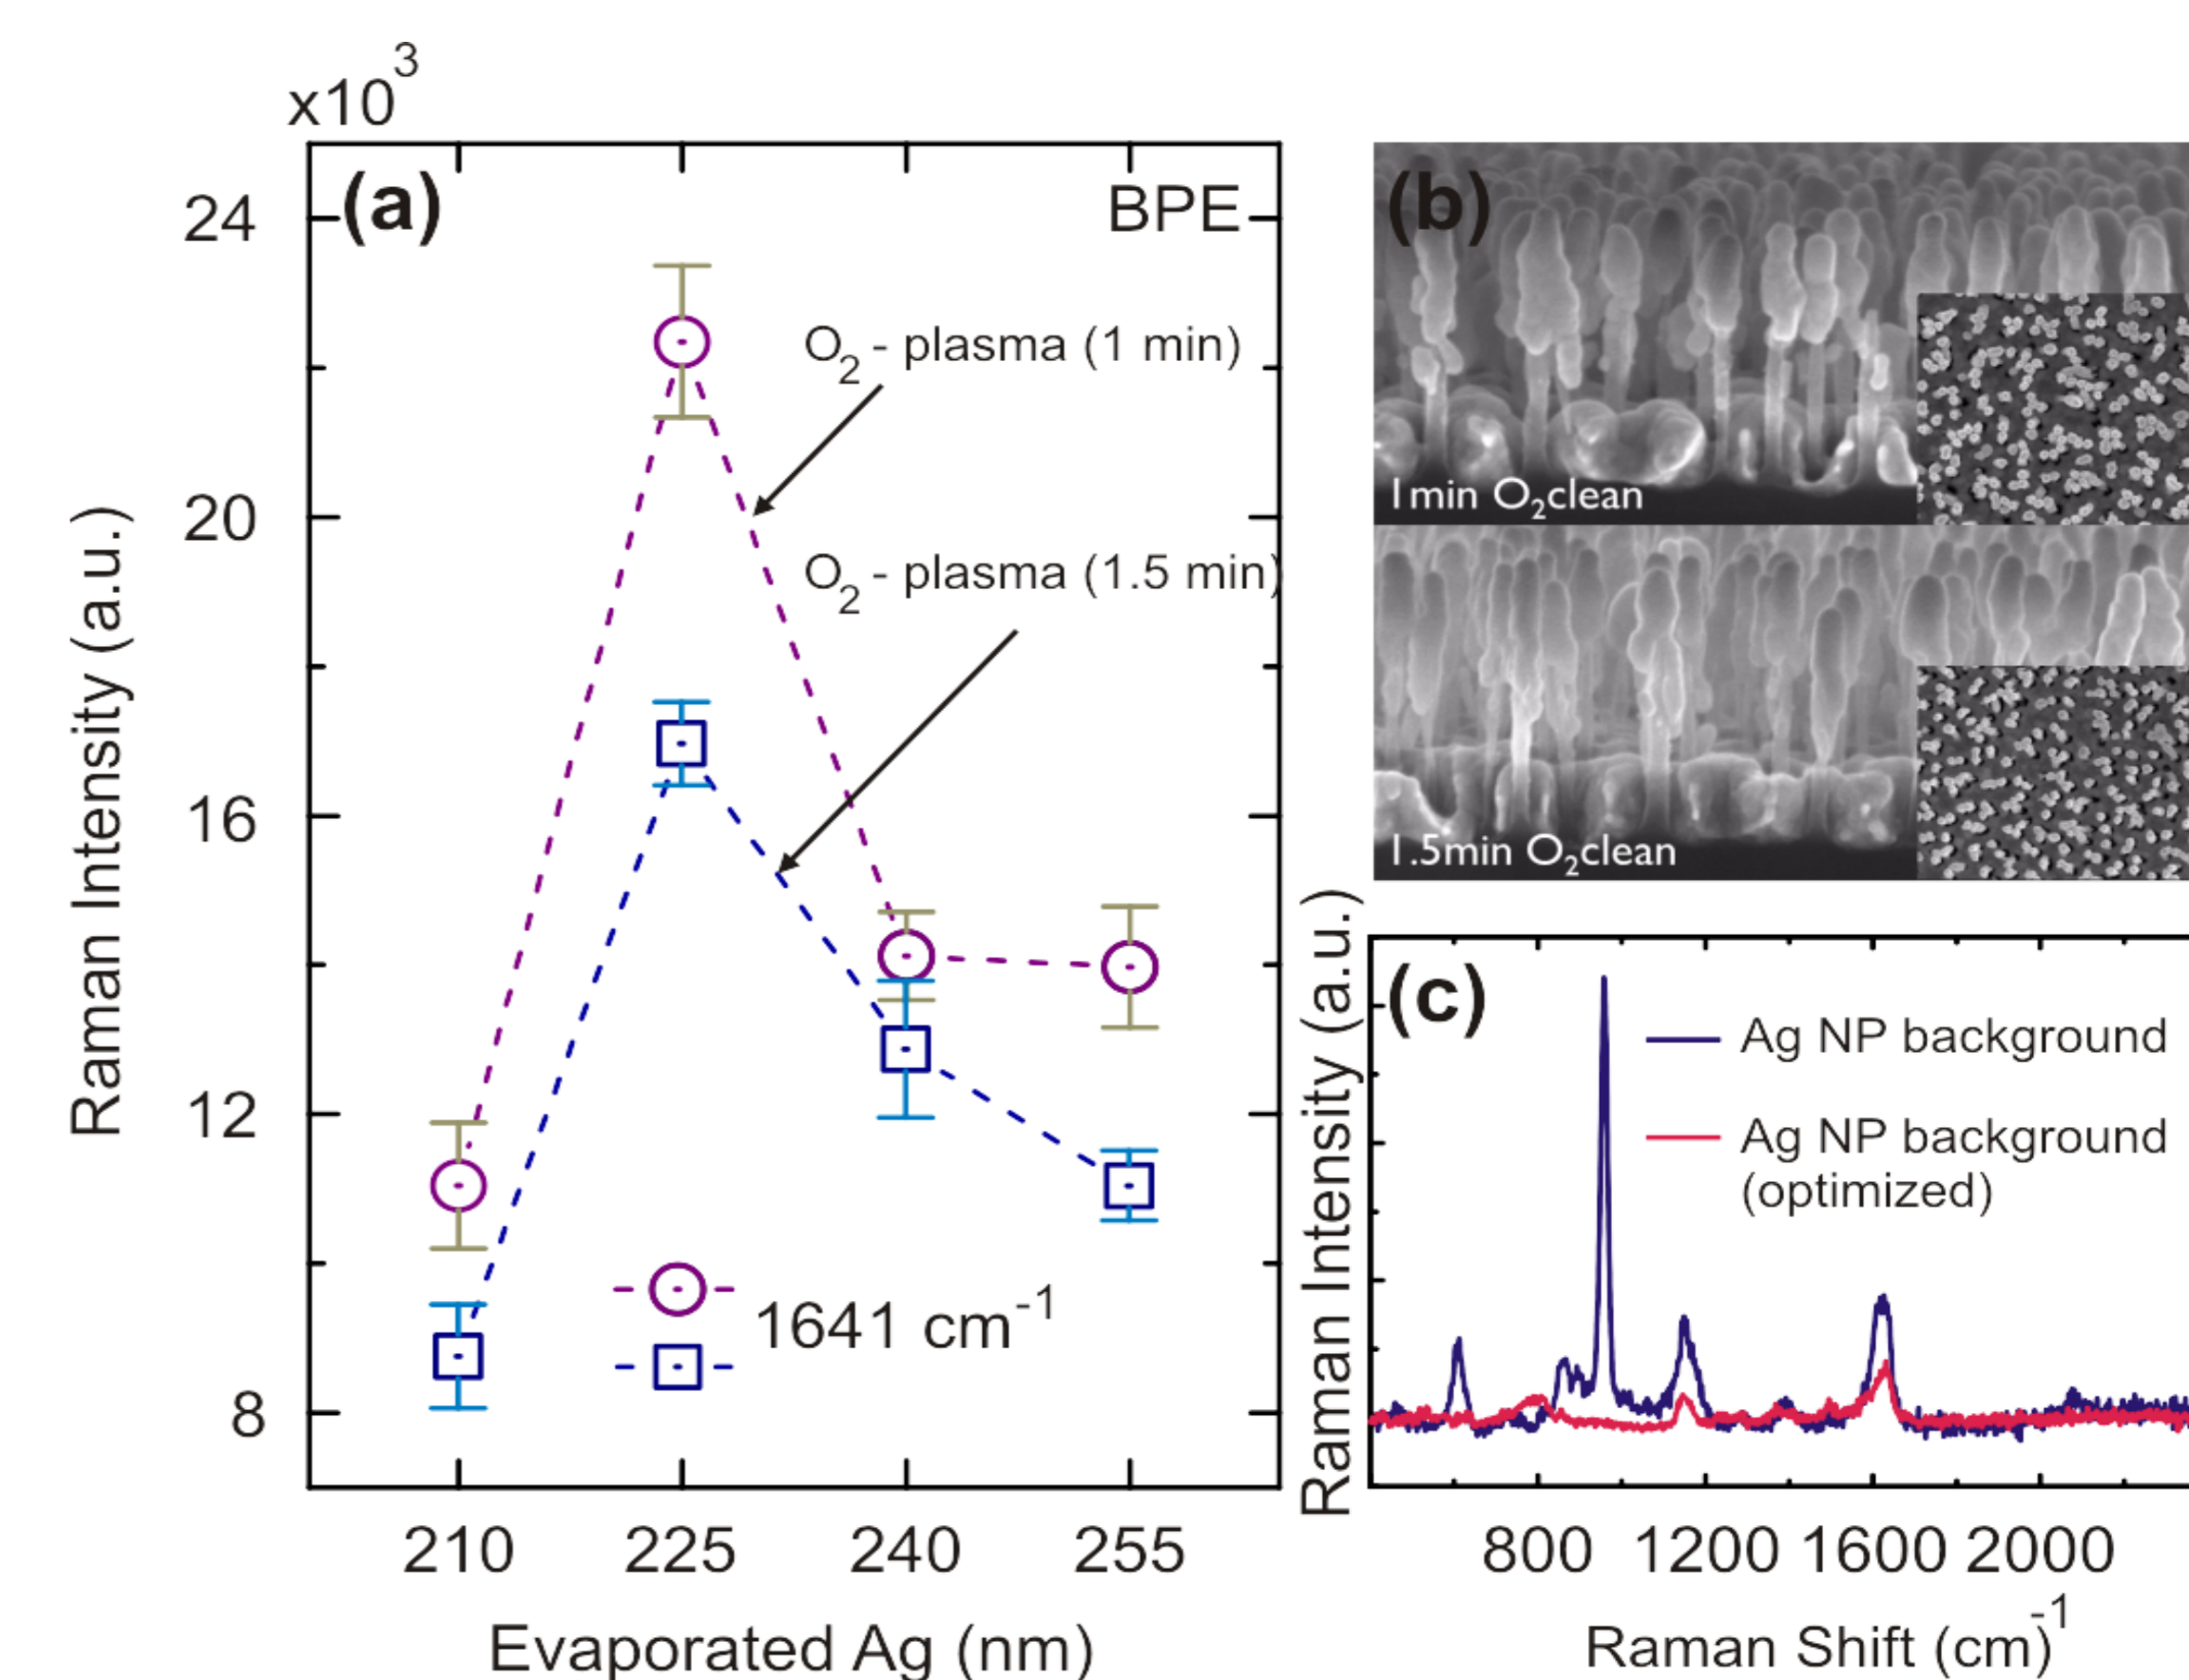 x10³
(a)
BPE
24
20
16
12
8
O₂ - plasma (1 min)
O₂ - plasma (1.5 min)
1641 cm⁻¹
Raman Intensity (a.u.)
210 225 240 255
Evaporated Ag (nm)
(b)
1min O₂clean
1.5min O₂clean
(c)
Ag NP background
Ag NP background
(optimized)
Raman Intensity (a.u.)
800 1200 1600 2000
Raman Shift (cm)⁻¹